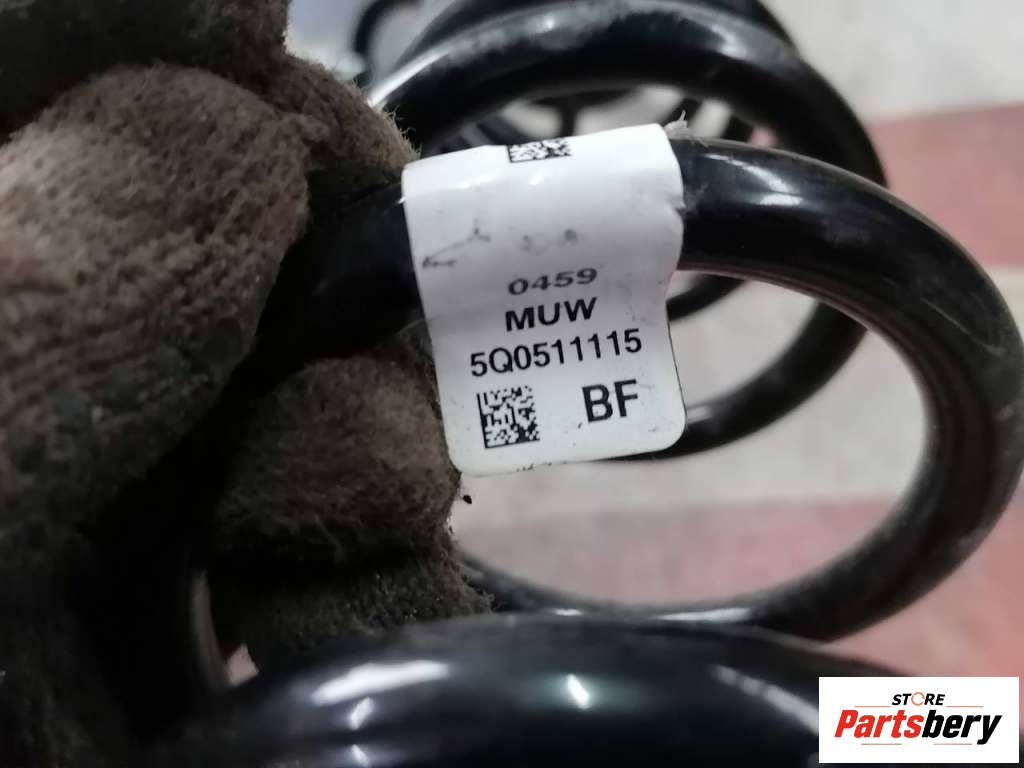 0459
MUW
5Q0511115
BF
STORE
Partsbery